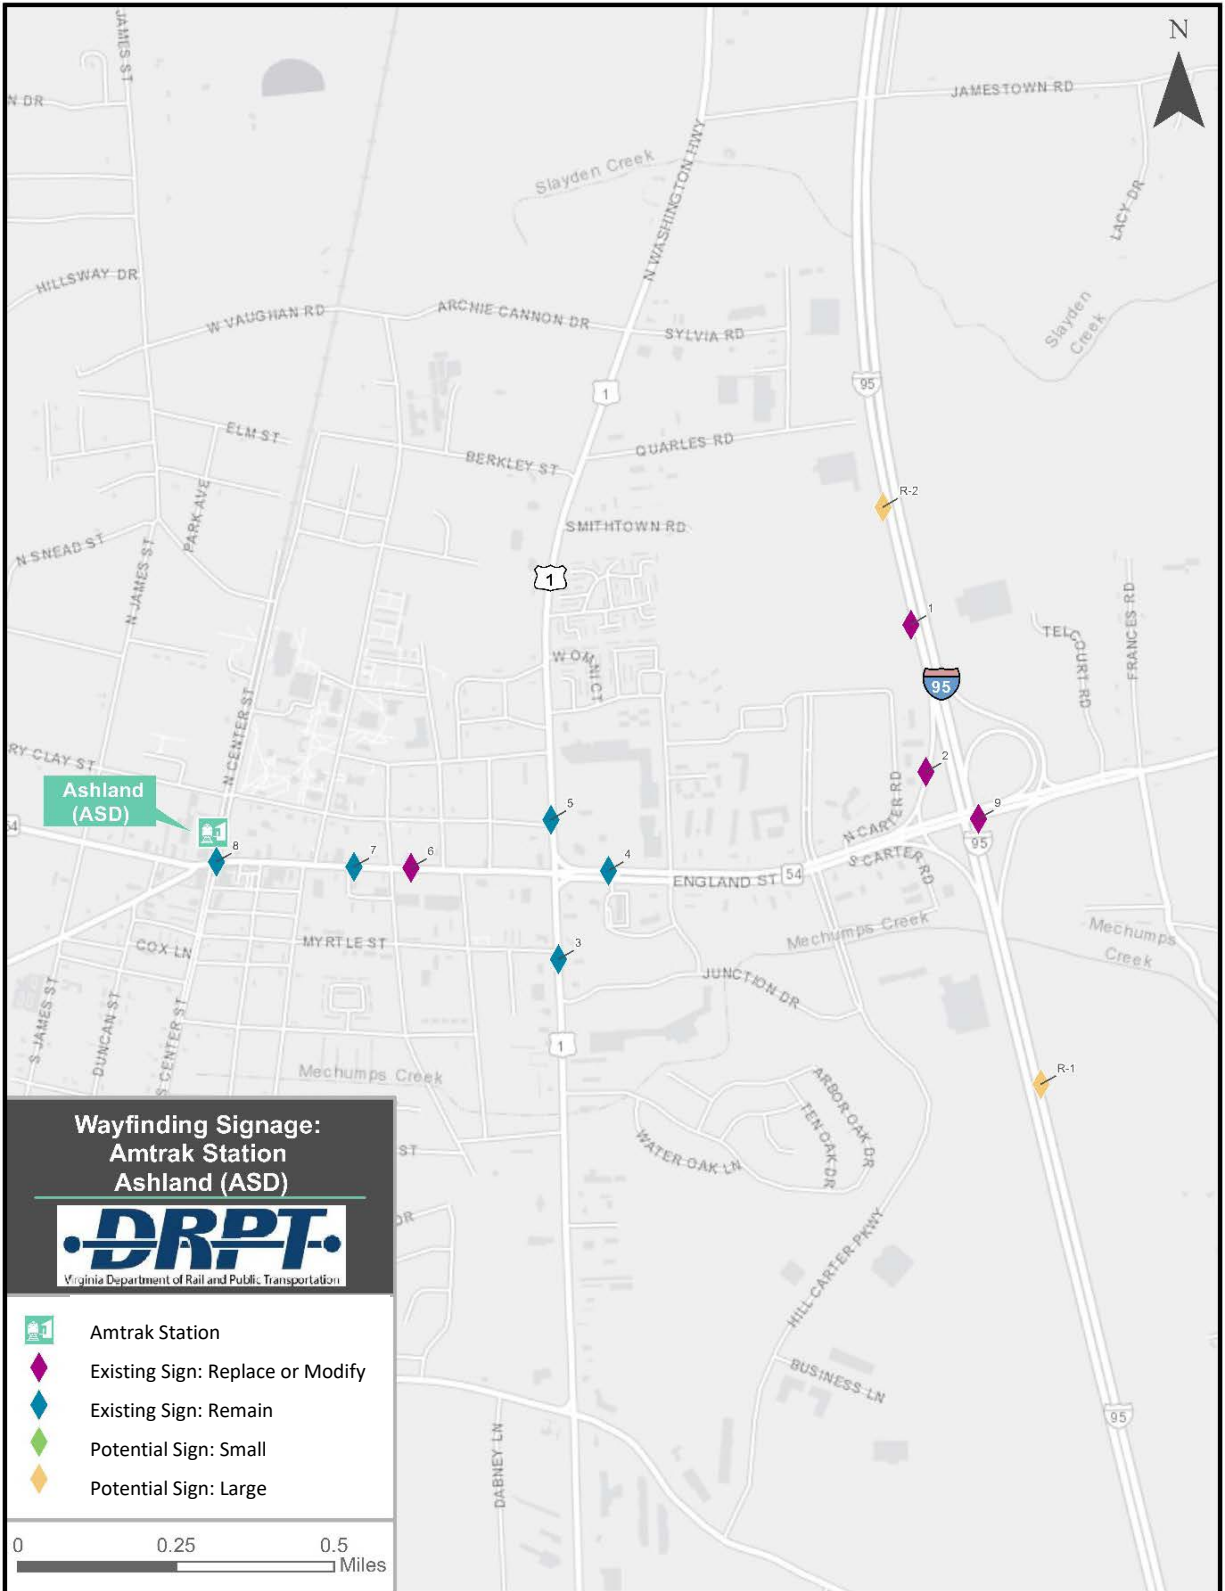 N
JAMES ST
N DR
JAMESTOWN RD
N WASHINGTON HWY
Slayden Creek
LACY DR
HILLSWAY DR
W VAUGHAN RD
ARCHIE CANNON DR
SYLVIA RD
Slayden
Creek
95
1
ELM ST
BERKLEY ST
QUARLES RD
PARK AVE
R-2
SMITHTOWN RD
N SNEAD ST
N JAMES ST
1
1
TELCOURT RD
FRANCES RD
W OMNI CT
95
N CENTER ST
RY CLAY ST
2
Ashland
(ASD)
5
9
N CARTER RD
54
8
7
6
4
95
S CARTER RD
ENGLAND ST
54
COX LN
MYRTLE ST
3
Mechumps Creek
Mechumps
Creek
JUNCTION DR
S JAMES ST
DUNCAN ST
S CENTER ST
1
Mechumps Creek
R-1
ARBOR OAK DR
TEN OAK DR
WATER OAK LN
ST
DR
HILL CARTER PKWY
BUSINESS LN
DABNEY LN
95
Wayfinding Signage:
Amtrak Station
Ashland (ASD)
DRPT
Virginia Department of Rail and Public Transportation
Amtrak Station
Existing Sign: Replace or Modify
Existing Sign: Remain
Potential Sign: Small
Potential Sign: Large
0 0.25 0.5
Miles